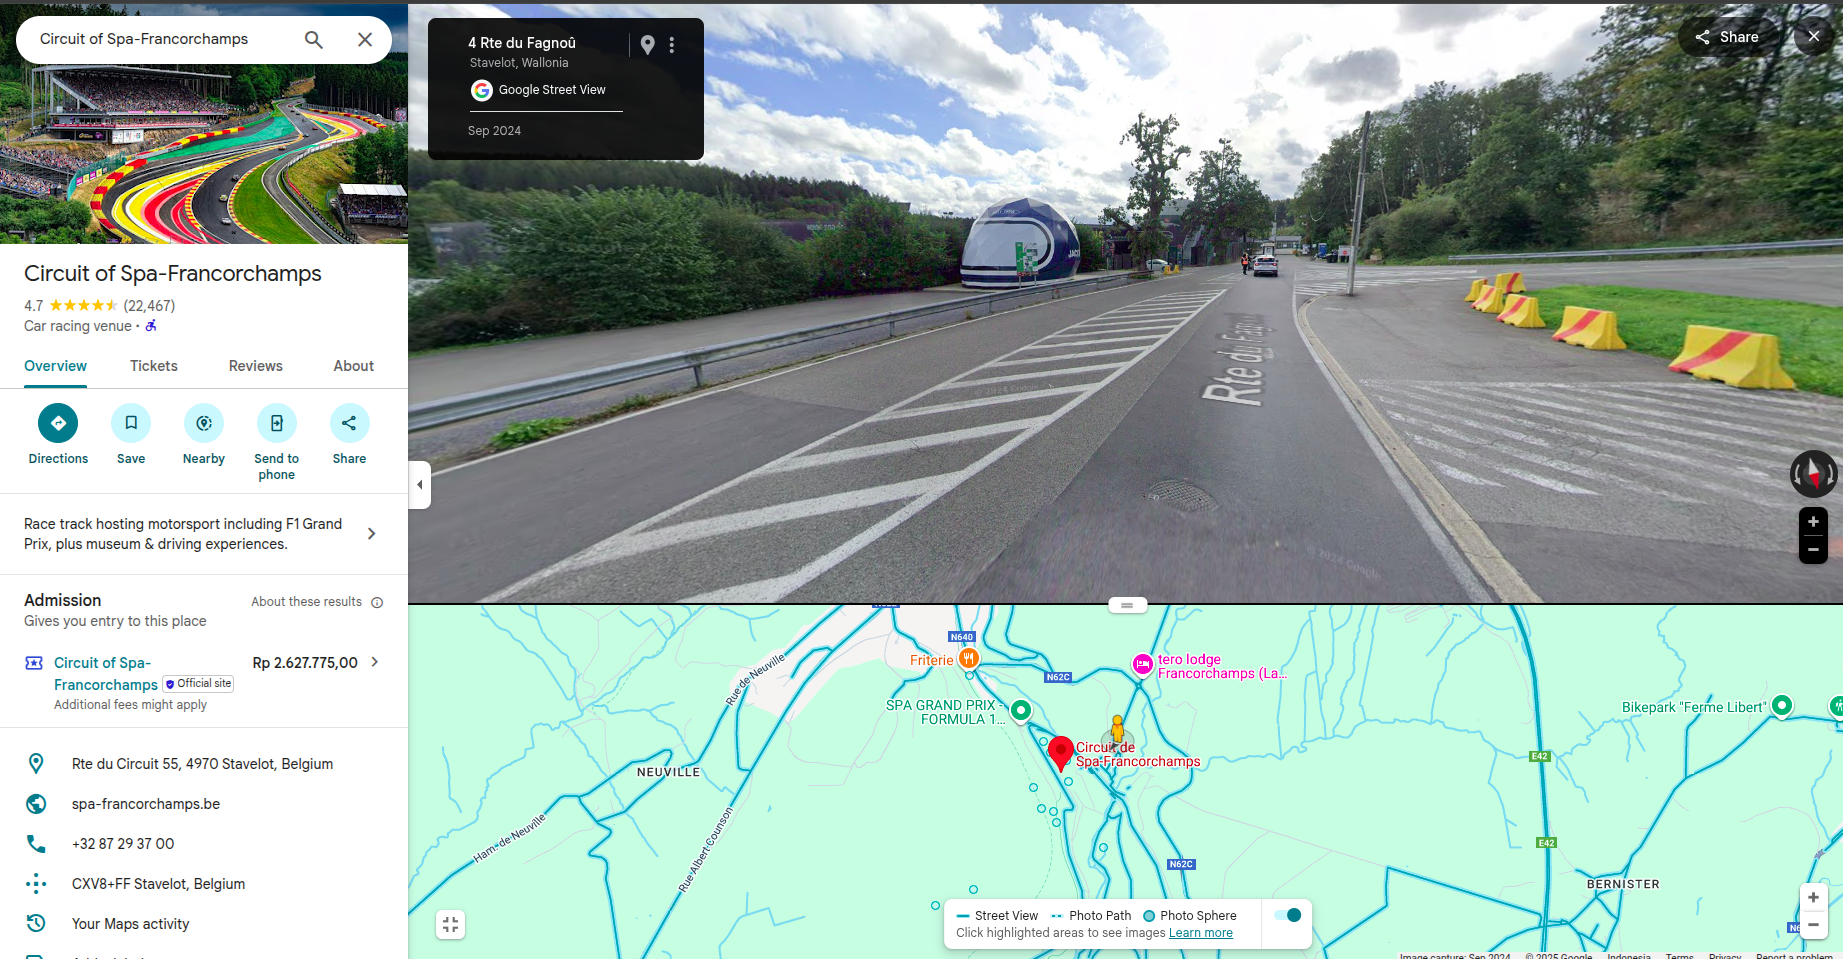 Circuit of Spa-Francorchamps
Circuit of Spa-Francorchamps
4.7 (22,467)
Car racing venue ·
Overview Tickets Reviews About
Directions Save Nearby Send to phone Share
Race track hosting motorsport including F1 Grand
Prix, plus museum & driving experiences.
Admission About these results
Gives you entry to this place
Circuit of Spa-
Francorchamps Official site Rp 2.627.775,00
Additional fees might apply
Rte du Circuit 55, 4970 Stavelot, Belgium
spa-francorchamps.be
+32 87 29 37 00
CXV8+FF Stavelot, Belgium
Your Maps activity
4 Rte du Fagnoû
Stavelot, Wallonia
Google Street View
Sep 2024
Share
Rte du Fagn
© 2024 Google
N640
Friterie
N62C
tero lodge
Francorchamps (La...
SPA GRAND PRIX -
FORMULA 1...
Circuit de
Spa-Francorchamps
Bikepark "Ferme Libert"
Rue de Neuville
NEUVILLE
Ham. de Neuville
Rue Albert Counson
E42
E42
N62C
BERNISTER
Street View Photo Path Photo Sphere
Click highlighted areas to see images Learn more
Image capture: Sep 2024 © 2025 Google Indonesia Terms Privacy Report a problem